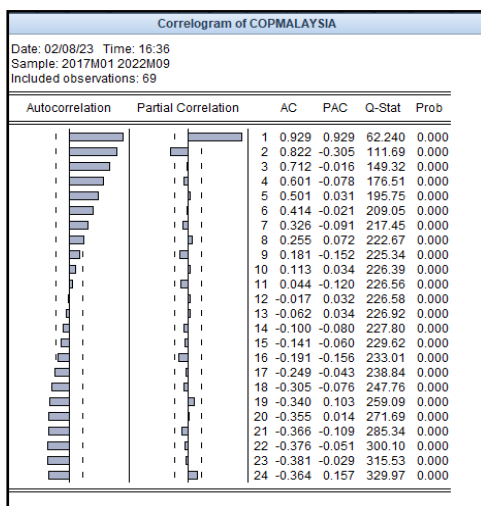 Correlogram of COPMALAYSIA
Date: 02/08/23 Time: 16:36
Sample: 2017M01 2022M09
Included observations: 69
Autocorrelation Partial Correlation AC PAC Q-Stat Prob
1 0.929 0.929 62.240 0.000
2 0.822 -0.305 111.69 0.000
3 0.712 -0.016 149.32 0.000
4 0.601 -0.078 176.51 0.000
5 0.501 0.031 195.75 0.000
6 0.414 -0.021 209.05 0.000
7 0.326 -0.091 217.45 0.000
8 0.255 0.072 222.67 0.000
9 0.181 -0.152 225.34 0.000
10 0.113 0.034 226.39 0.000
11 0.044 -0.120 226.56 0.000
12 -0.017 0.032 226.58 0.000
13 -0.062 0.034 226.92 0.000
14 -0.100 -0.080 227.80 0.000
15 -0.141 -0.060 229.62 0.000
16 -0.191 -0.156 233.01 0.000
17 -0.249 -0.043 238.84 0.000
18 -0.305 -0.076 247.76 0.000
19 -0.340 0.103 259.09 0.000
20 -0.355 0.014 271.69 0.000
21 -0.366 -0.109 285.34 0.000
22 -0.376 -0.051 300.10 0.000
23 -0.381 -0.029 315.53 0.000
24 -0.364 0.157 329.97 0.000